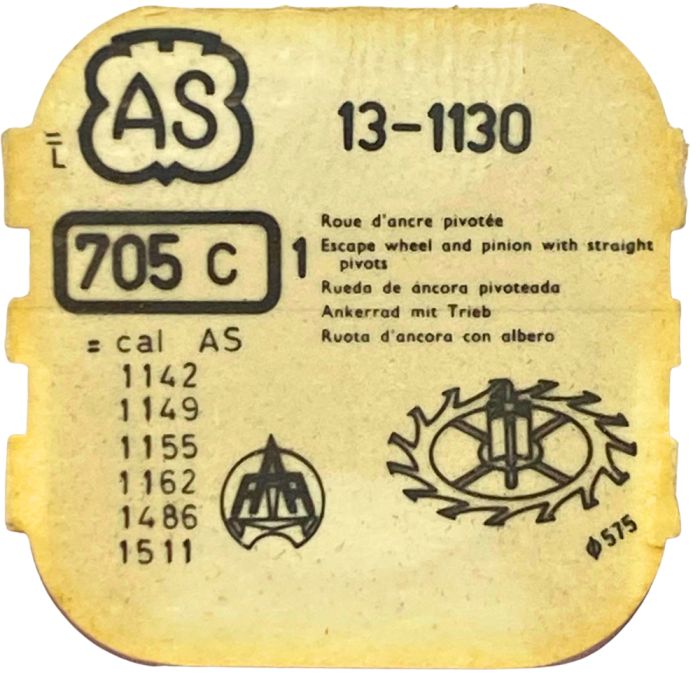 AS
13-1130
= L
705 C
1
Roue d'ancre pivotée
Escape wheel and pinion with straight
pivots
Rueda de áncora pivoteada
Ankerrad mit Trieb
Ruota d'ancora con albero
= cal AS
1142
1149
1155
1162
1486
1511
Ø 575